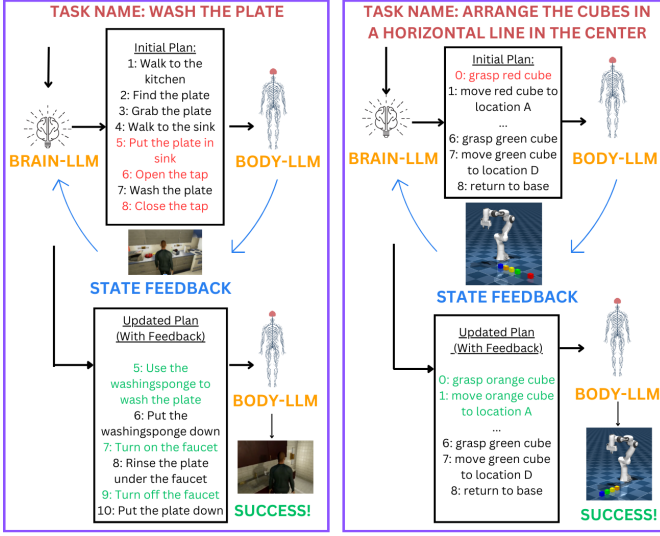 TASK NAME: WASH THE PLATE
Initial Plan:
1: Walk to the
kitchen
2: Find the plate
3: Grab the plate
4: Walk to the sink
5: Put the plate in
sink
6: Open the tap
7: Wash the plate
8: Close the tap
BRAIN-LLM
BODY-LLM
STATE FEEDBACK
Updated Plan
(With Feedback)
5: Use the
washingsponge to
wash the plate
6: Put the
washingsponge down
7: Turn on the faucet
8: Rinse the plate
under the faucet
9: Turn off the faucet
10: Put the plate down
BODY-LLM
SUCCESS!
TASK NAME: ARRANGE THE CUBES IN
A HORIZONTAL LINE IN THE CENTER
Initial Plan:
0: grasp red cube
1: move red cube to
location A
...
6: grasp green cube
7: move green cube
to location D
8: return to base
BRAIN-LLM
BODY-LLM
STATE FEEDBACK
Updated Plan
(With Feedback)
0: grasp orange cube
1: move orange cube
to location A
...
6: grasp green cube
7: move green cube
to location D
8: return to base
BODY-LLM
SUCCESS!